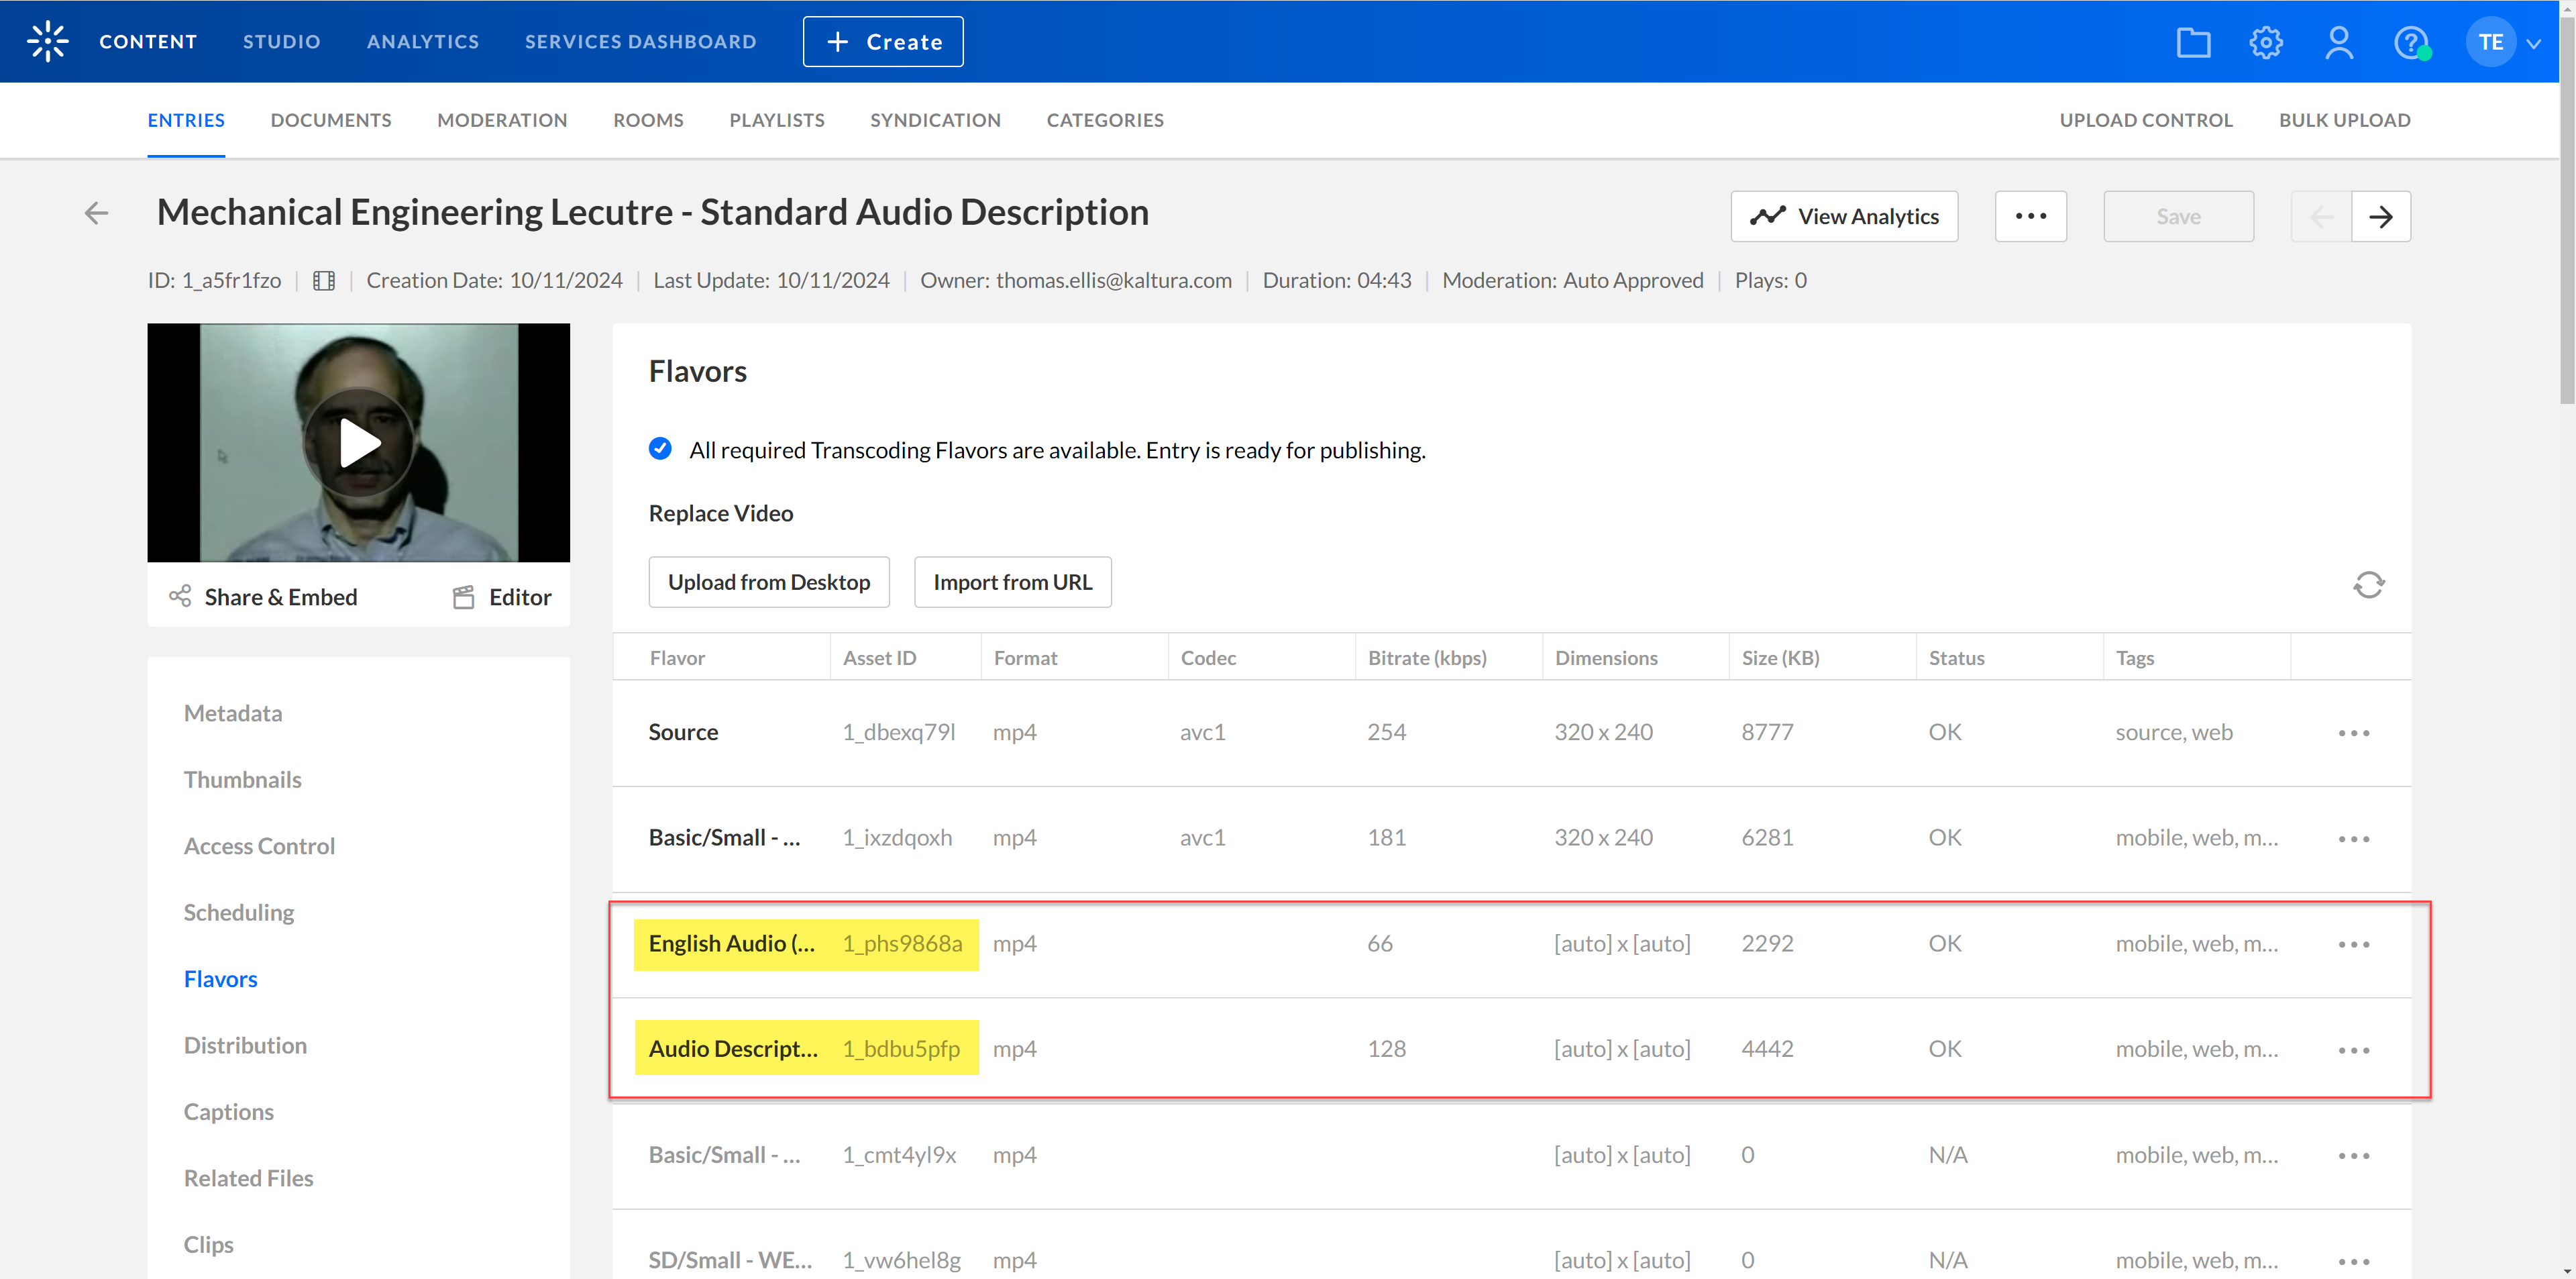 CONTENT STUDIO ANALYTICS SERVICES DASHBOARD + Create TE
ENTRIES DOCUMENTS MODERATION ROOMS PLAYLISTS SYNDICATION CATEGORIES UPLOAD CONTROL BULK UPLOAD
Mechanical Engineering Lecutre - Standard Audio Description
View Analytics ••• Save
ID: 1_a5fr1fzo | Creation Date: 10/11/2024 | Last Update: 10/11/2024 | Owner: thomas.ellis@kaltura.com | Duration: 04:43 | Moderation: Auto Approved | Plays: 0
Share & Embed Editor
Metadata
Thumbnails
Access Control
Scheduling
Flavors
Distribution
Captions
Related Files
Clips
Flavors
All required Transcoding Flavors are available. Entry is ready for publishing.
Replace Video
Upload from Desktop Import from URL
Flavor Asset ID Format Codec Bitrate (kbps) Dimensions Size (KB) Status Tags
Source 1_dbexq79l mp4 avc1 254 320 x 240 8777 OK source, web •••
Basic/Small - ... 1_ixzdqoxh mp4 avc1 181 320 x 240 6281 OK mobile, web, m... •••
English Audio (... 1_phs9868a mp4 66 [auto] x [auto] 2292 OK mobile, web, m... •••
Audio Descript... 1_bdbu5pfp mp4 128 [auto] x [auto] 4442 OK mobile, web, m... •••
Basic/Small - ... 1_cmt4yl9x mp4 [auto] x [auto] 0 N/A mobile, web, m... •••
SD/Small - WE... 1_vw6hel8g mp4 [auto] x [auto] 0 N/A mobile, web, m... •••